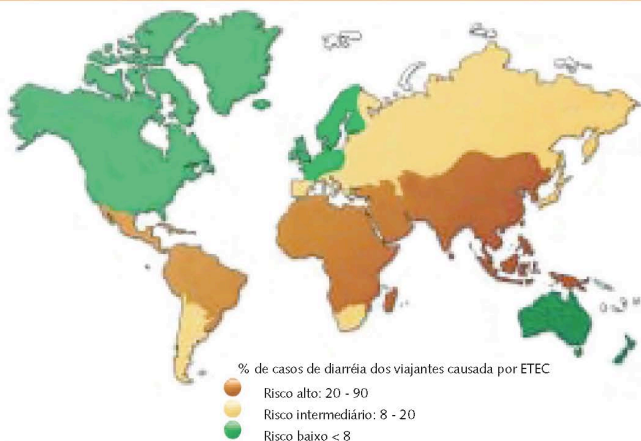 % de casos de diarréia dos viajantes causada por ETEC
Risco alto: 20 - 90
Risco intermediário: 8 - 20
Risco baixo < 8